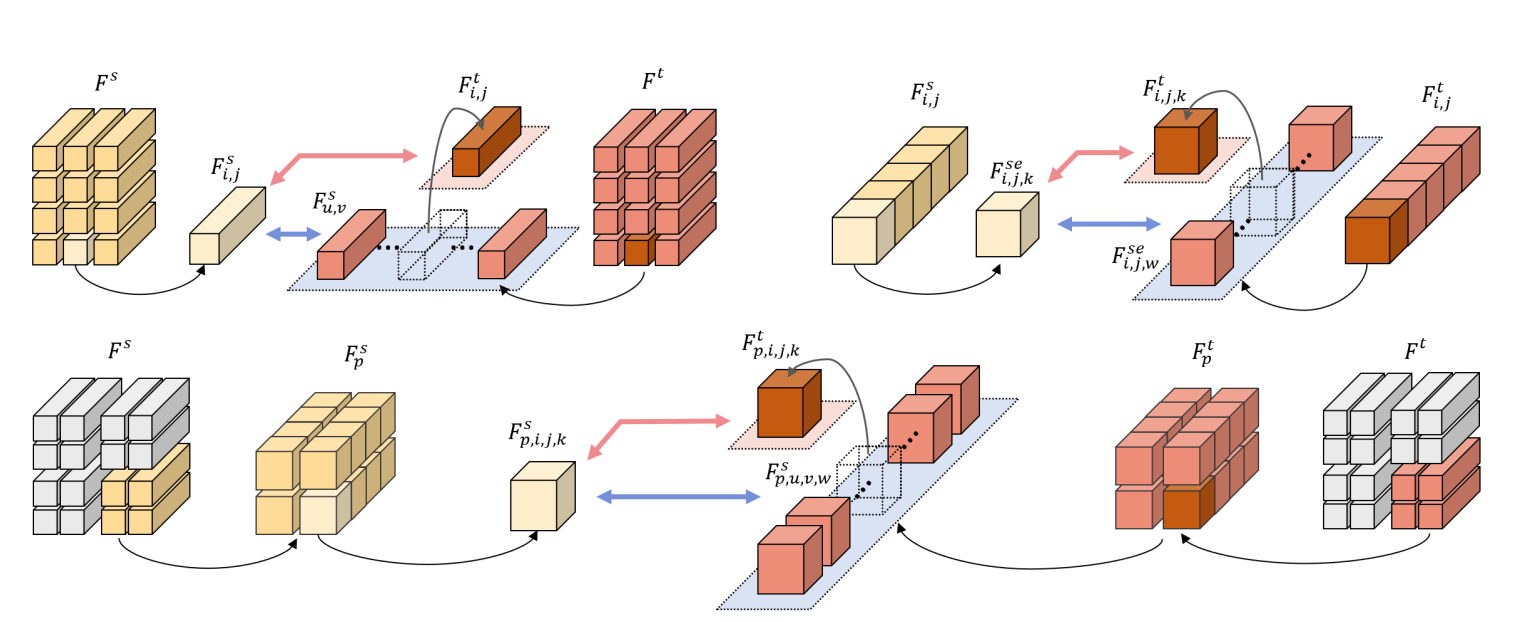 F^s
F^s_{i,j}
F^s_{u,v}
F^t_{i,j}
F^t
F^s_{i,j}
F^{se}_{i,j,k}
F^t_{i,j,k}
F^{se}_{i,j,w}
F^t_{i,j}
F^s
F^s_p
F^s_{p,i,j,k}
F^t_{p,i,j,k}
F^s_{p,u,v,w}
F^t_p
F^t